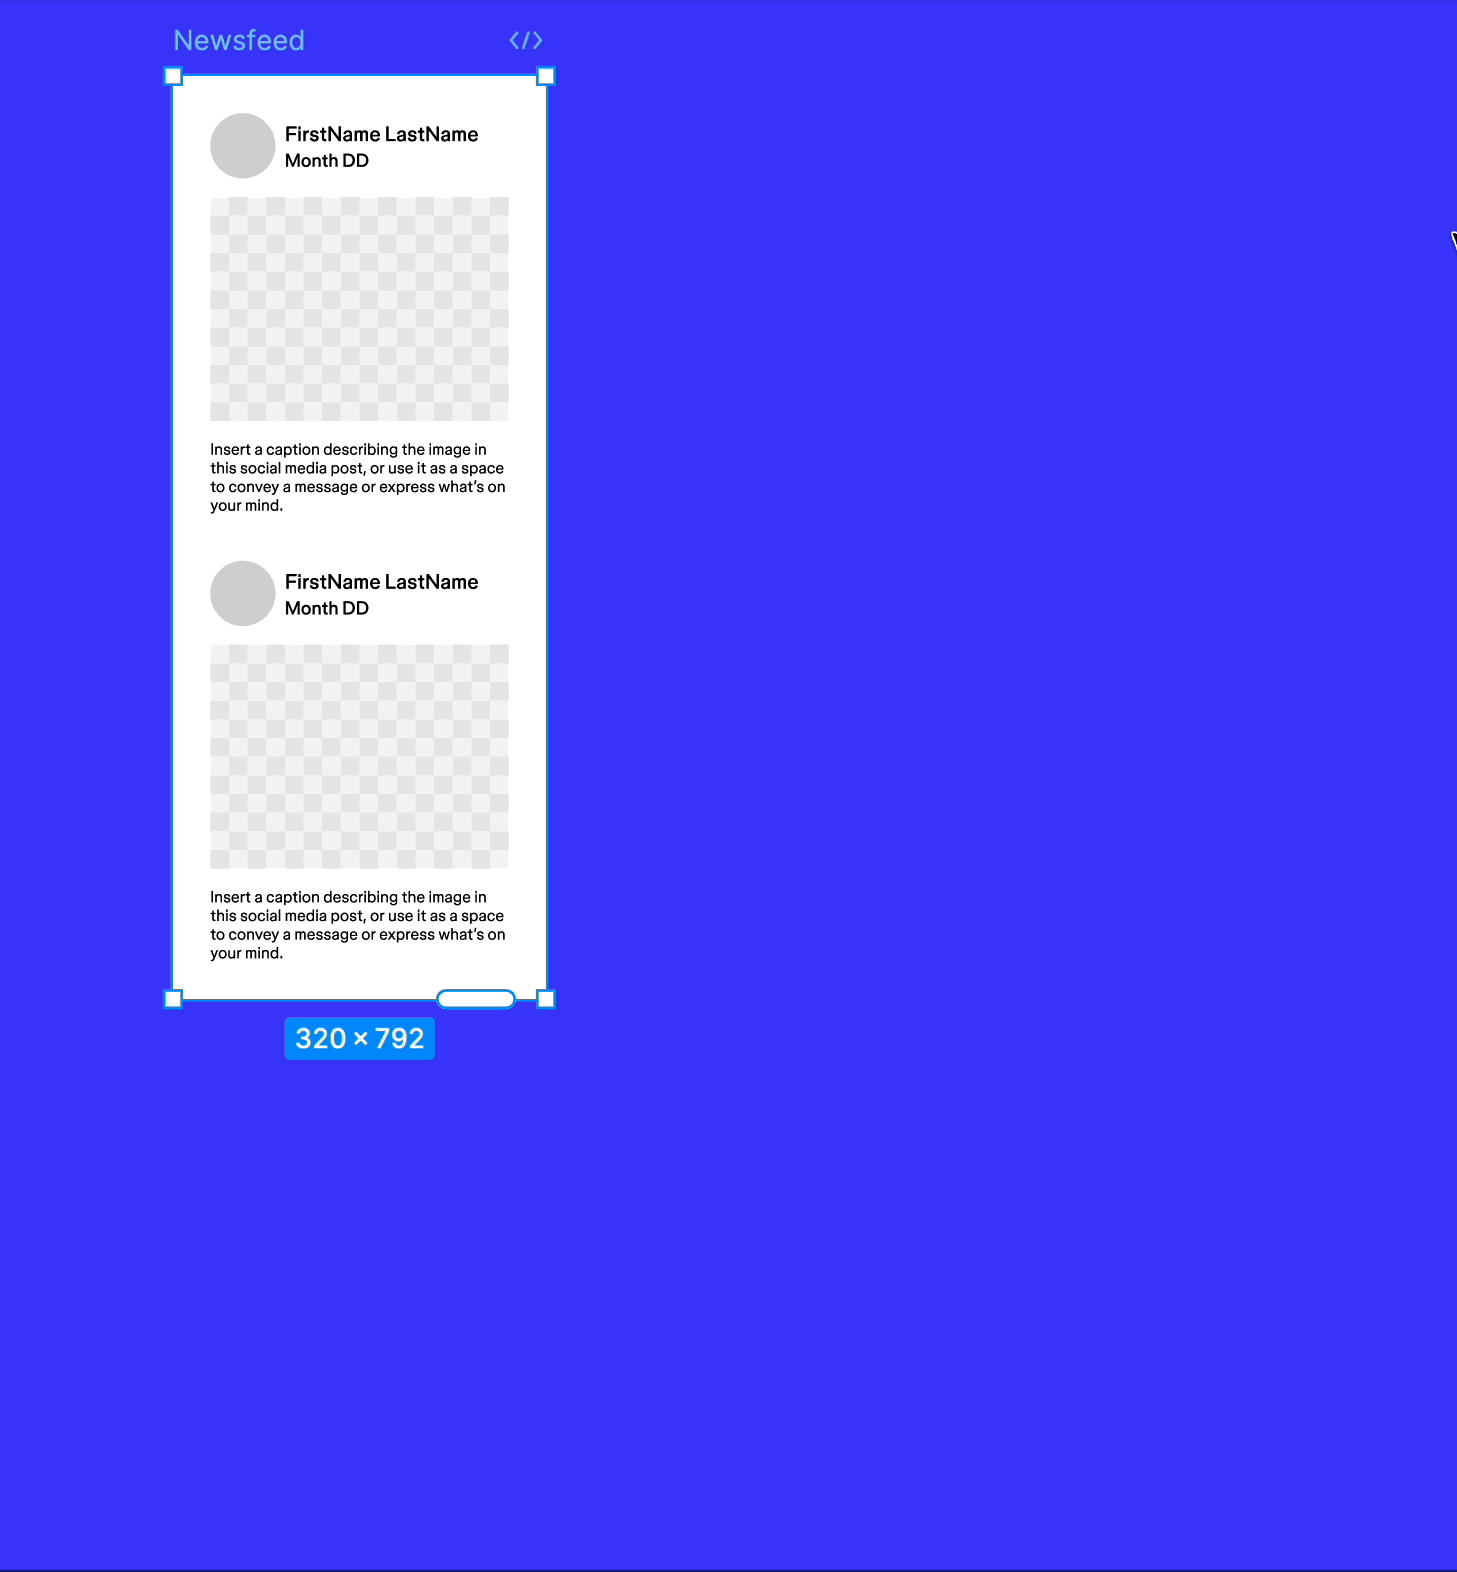 Newsfeed </>
FirstName LastName
Month DD
Insert a caption describing the image in
this social media post, or use it as a space
to convey a message or express what’s on
your mind.
FirstName LastName
Month DD
Insert a caption describing the image in
this social media post, or use it as a space
to convey a message or express what’s on
your mind.
320 × 792